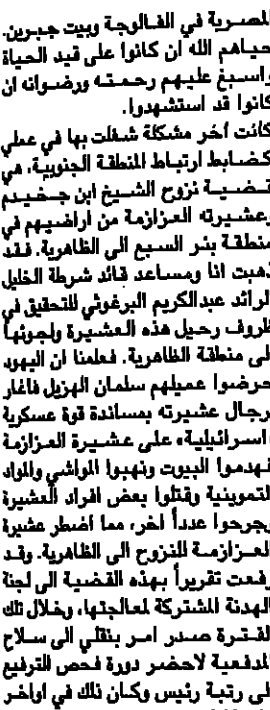 المصرية في الفالوجة وبيت جبرين.
حياهم الله ان كانوا على قيد الحياة
واسبغ عليهم رحمته ورضوانه ان
كانوا قد استشهدوا.
كانت آخر مشكلة شغلت بها في عملي
كضابط ارتباط للمنطقة الجنوبية، هي
قضية نزوح الشيخ ابن جخيدم
وعشيرته العزازمة من اراضيهم في
منطقة بئر السبع الى الظاهرية. فقد
ذهبت انا ومساعد قائد شرطة الخليل
الرائد عبدالكريم البرغوثي للتحقيق في
ظروف رحيل هذه العشيرة ولجوئها
الى منطقة الظاهرية. فعلمنا ان اليهود
حرضوا عميلهم سلمان الهزيل فاغار
رجال عشيرته بمساندة قوة عسكرية
«اسرائيلية» على عشيرة العزازمة
فهدموا البيوت ونهبوا المواشي والمواد
التموينية وقتلوا بعض افراد العشيرة
وجرحوا عدداً آخر، مما اضطر عشيرة
العزازمة للنزوح الى الظاهرية. وقد
رفعت تقريراً بهذه القضية الى لجنة
الهدنة المشتركة لمعالجتها، وخلال تلك
الفترة صدر امر بنقلي الى سلاح
المدفعية لاحضر دورة فحص الترفيع
الى رتبة رئيس وكان ذلك في اواخر